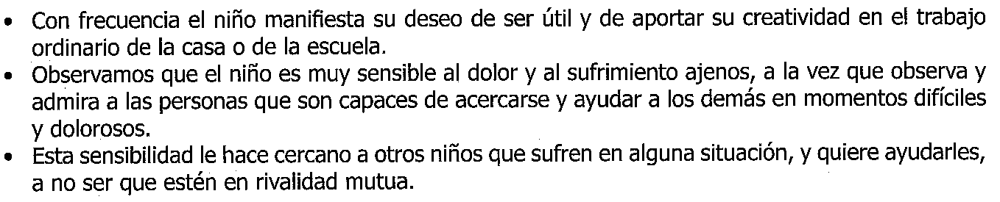 • Con frecuencia el niño manifiesta su deseo de ser útil y de aportar su creatividad en el trabajo
ordinario de la casa o de la escuela.
• Observamos que el niño es muy sensible al dolor y al sufrimiento ajenos, a la vez que observa y
admira a las personas que son capaces de acercarse y ayudar a los demás en momentos difíciles
y dolorosos.
• Esta sensibilidad le hace cercano a otros niños que sufren en alguna situación, y quiere ayudarles,
a no ser que estén en rivalidad mutua.